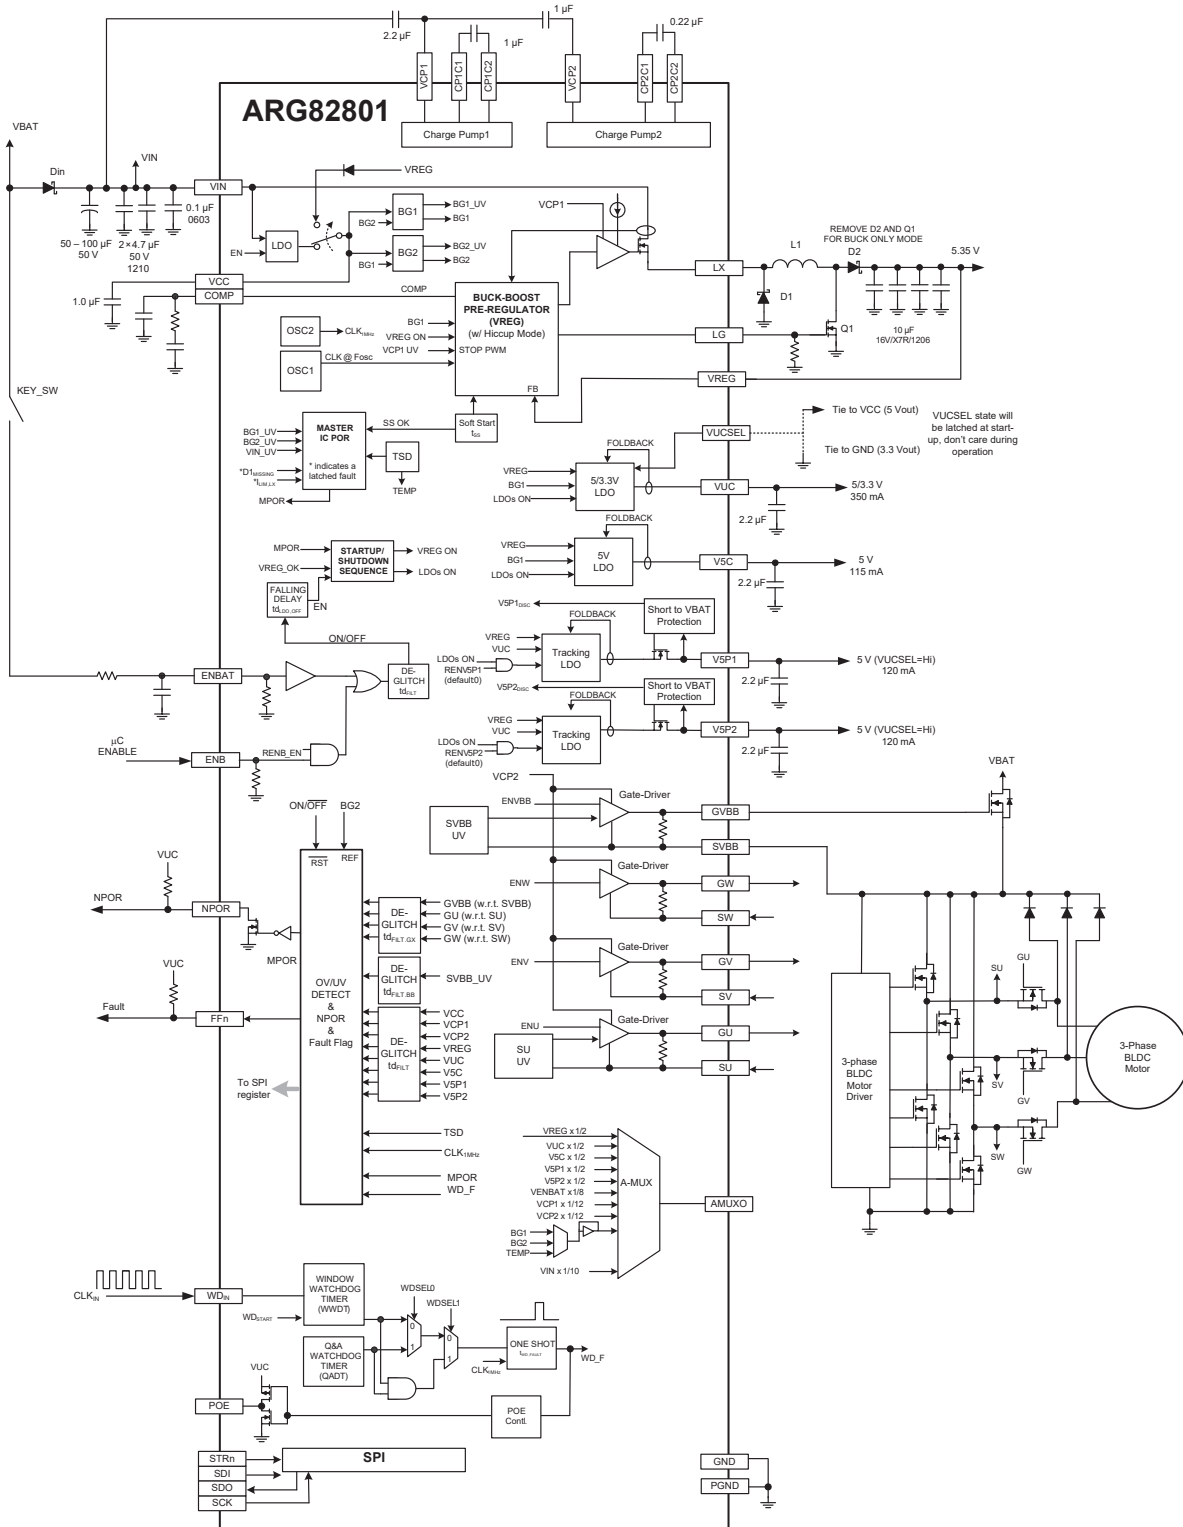 1 µF
2.2 µF
1 µF
0.22 µF
VCP1
CP1C1
CP1C2
VCP2
CP2C1
CP2C2
ARG82801
Charge Pump1
Charge Pump2
VBAT
Din
VIN
VIN
VREG
50 – 100 µF
50 V
2 × 4.7 µF
50 V
1210
0.1 µF
0603
EN
LDO
BG2
BG1
BG1_UV
BG1
BG1
BG2
BG2_UV
BG2
VCP1
REMOVE D2 AND Q1
FOR BUCK ONLY MODE
L1
D2
5.35 V
LX
D1
VCC
COMP
1.0 µF
COMP
BUCK-BOOST
PRE-REGULATOR
(VREG)
(w/ Hiccup Mode)
STOP PWM
FB
OSC2
CLK1MHz
OSC1
CLK @ Fosc
BG1
VREG ON
VCP1 UV
LG
Q1
10 µF
16V/X7R/1206
VREG
KEY_SW
BG1_UV
BG2_UV
VIN_UV
*D1MISSING
*ILIM,LX
MPOR
MASTER
IC POR
* indicates a
latched fault
SS OK
Soft Start
tSS
TSD
TEMP
VUCSEL
Tie to VCC (5 Vout)
Tie to GND (3.3 Vout)
VUCSEL state will
be latched at start-
up, don't care during
operation
FOLDBACK
VREG
BG1
LDOs ON
5/3.3V
LDO
VUC
2.2 µF
5/3.3 V
350 mA
FOLDBACK
VREG
BG1
LDOs ON
5V
LDO
V5C
2.2 µF
5 V
115 mA
MPOR
VREG_OK
STARTUP/
SHUTDOWN
SEQUENCE
VREG ON
LDOs ON
FALLING
DELAY
tdLDO,OFF
EN
ON/OFF
V5P1DISC
Short to VBAT
Protection
FOLDBACK
VREG
VUC
LDOs ON
RENV5P1
(default0)
Tracking
LDO
V5P1
2.2 µF
5 V (VUCSEL=Hi)
120 mA
ENBAT
DE-
GLITCH
tdFILT
V5P2DISC
Short to VBAT
Protection
FOLDBACK
VREG
VUC
LDOs ON
RENV5P2
(default0)
Tracking
LDO
V5P2
2.2 µF
5 V (VUCSEL=Hi)
120 mA
µC
ENABLE
ENB
RENB_EN
VCP2
VBAT
ON/OFF
BG2
RST
REF
ENVBB
Gate-Driver
SVBB
UV
GVBB
SVBB
VUC
NPOR
NPOR
MPOR
DE-
GLITCH
tdFILT,GX
GVBB (w.r.t. SVBB)
GU (w.r.t. SU)
GV (w.r.t. SV)
GW (w.r.t. SW)
ENW
Gate-Driver
GW
SW
VUC
Fault
FFn
OV/UV
DETECT
&
NPOR
&
Fault Flag
DE-
GLITCH
tdFILT,BB
SVBB_UV
ENV
Gate-Driver
GV
SV
DE-
GLITCH
tdFILT
VCC
VCP1
VCP2
VREG
VUC
V5C
V5P1
V5P2
ENU
Gate-Driver
SU
UV
GU
SU
To SPI
register
TSD
CLK1MHz
MPOR
WD_F
GU
SU
SV
GV
SW
GW
3-phase
BLDC
Motor
Driver
3-Phase
BLDC
Motor
VREG x 1/2
VUC x 1/2
V5C x 1/2
V5P1 x 1/2
V5P2 x 1/2
VENBAT x1/8
VCP1 x 1/12
VCP2 x 1/12
BG1
BG2
TEMP
VIN x 1/10
A-MUX
AMUXO
CLKIN
WDIN
WINDOW
WATCHDOG
TIMER
(WWDT)
WDSTART
Q&A
WATCHDOG
TIMER
(QADT)
WDSEL0
0
1
WDSEL1
0
1
ONE SHOT
tWD_FAULT
CLK1MHz
WD_F
VUC
POE
POE
Contl.
STRn
SDI
SDO
SCK
SPI
GND
PGND